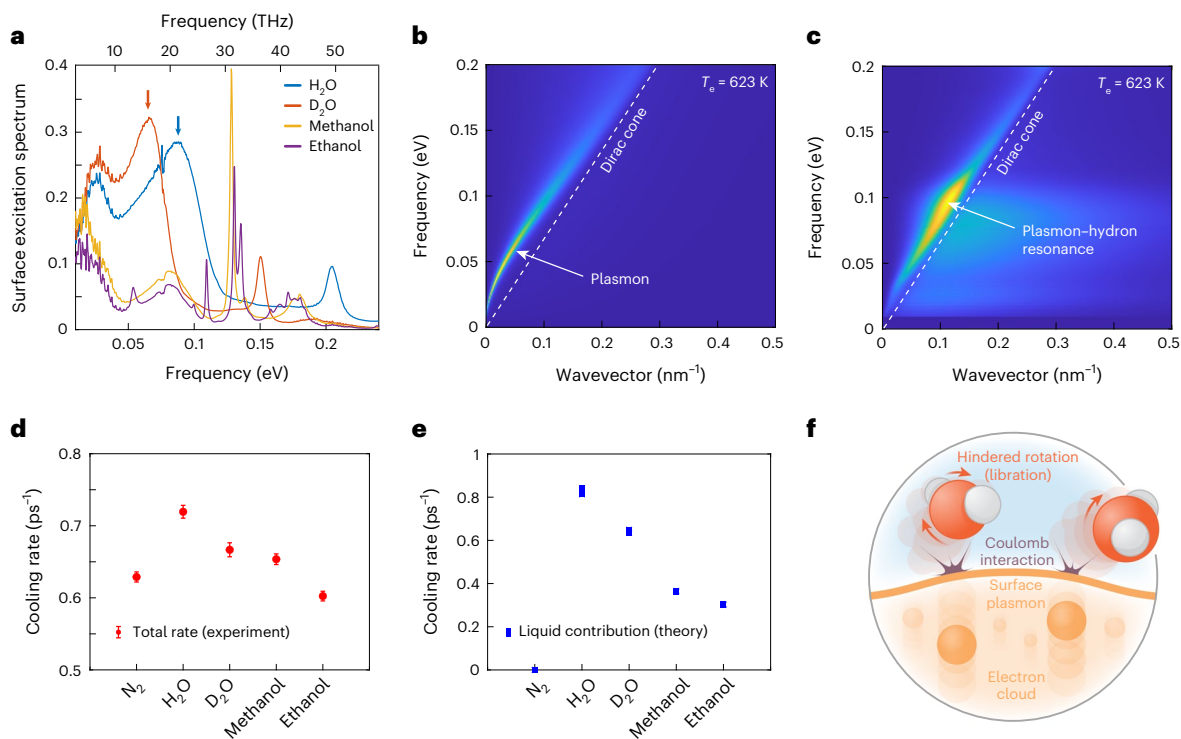 a
Frequency (THz)
10 20 30 40 50
0.4
0.3
0.2
0.1
0
Surface excitation spectrum
H₂O
D₂O
Methanol
Ethanol
0.05 0.1 0.15 0.2
Frequency (eV)
b
0.2
0.15
0.1
0.05
0
Frequency (eV)
Tₑ = 623 K
Dirac cone
Plasmon
0 0.1 0.2 0.3 0.4 0.5
Wavevector (nm⁻¹)
c
0.2
0.15
0.1
0.05
0
Frequency (eV)
Tₑ = 623 K
Dirac cone
Plasmon–hydron
resonance
0 0.1 0.2 0.3 0.4 0.5
Wavevector (nm⁻¹)
d
0.8
0.7
0.6
0.5
Cooling rate (ps⁻¹)
Total rate (experiment)
N₂ H₂O D₂O Methanol Ethanol
e
1
0.8
0.6
0.4
0.2
0
Cooling rate (ps⁻¹)
Liquid contribution (theory)
N₂ H₂O D₂O Methanol Ethanol
f
Hindered rotation
(libration)
Coulomb
interaction
Surface
plasmon
Electron
cloud